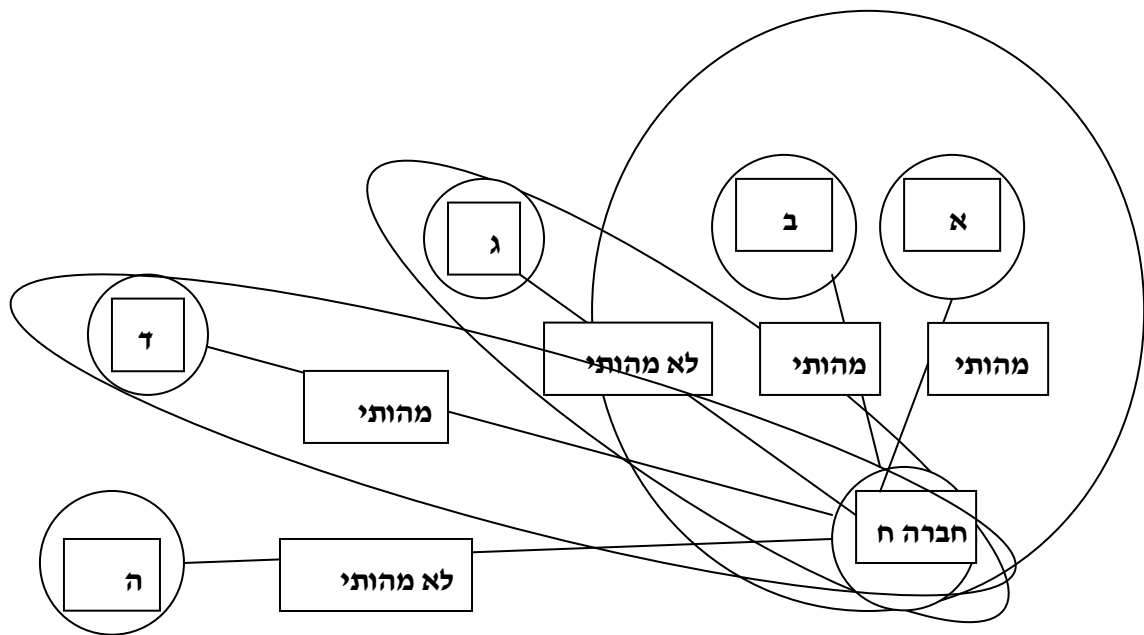 א
ב
ג
ד
מהותי
מהותי
לא מהותי
מהותי
חברה ח
לא מהותי
ה